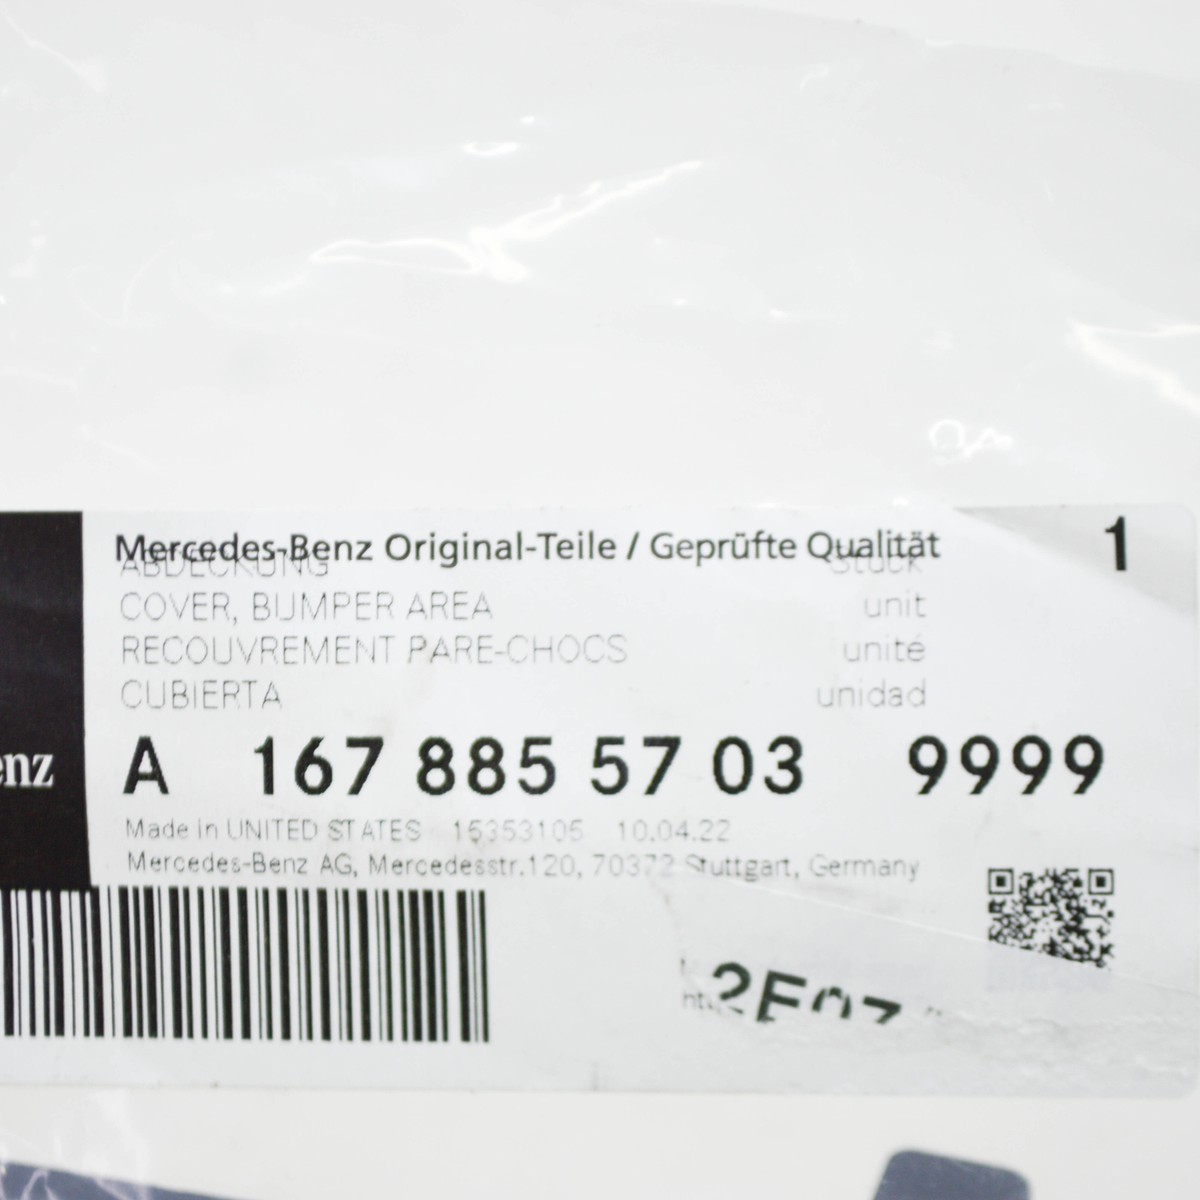 Mercedes-Benz Original-Teile / Geprüfte Qualität 1
ABDECKUNG Stück
COVER, BUMPER AREA unit
RECOUVREMENT PARE-CHOCS unité
CUBIERTA unidad
enz
A 167 885 57 03 9999
Made in UNITED STATES 15353105 10.04.22
Mercedes-Benz AG, Mercedesstr.120, 70372 Stuttgart, Germany